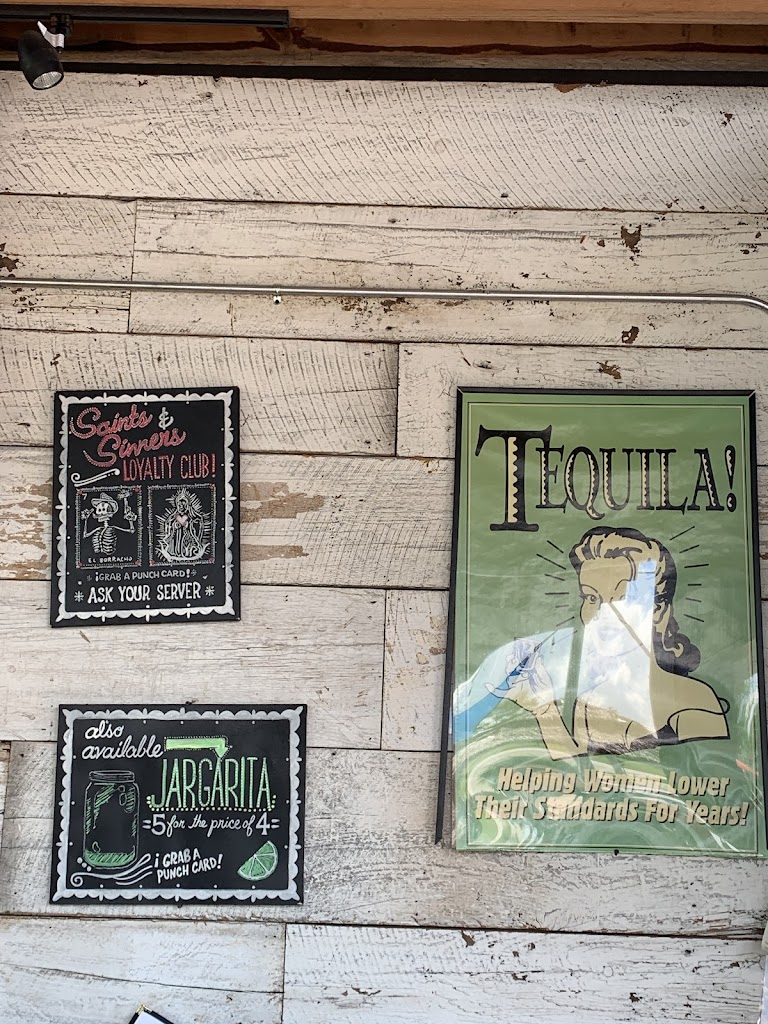 Saints &
Sinners
LOYALTY CLUB!
EL BORRACHO
¡GRAB A PUNCH CARD!
* ASK YOUR SERVER *
also
available
JARGARITA
=5 for the price of 4=
¡GRAB A
PUNCH CARD!
TEQUILA!
Helping Women Lower
Their Standards For Years!